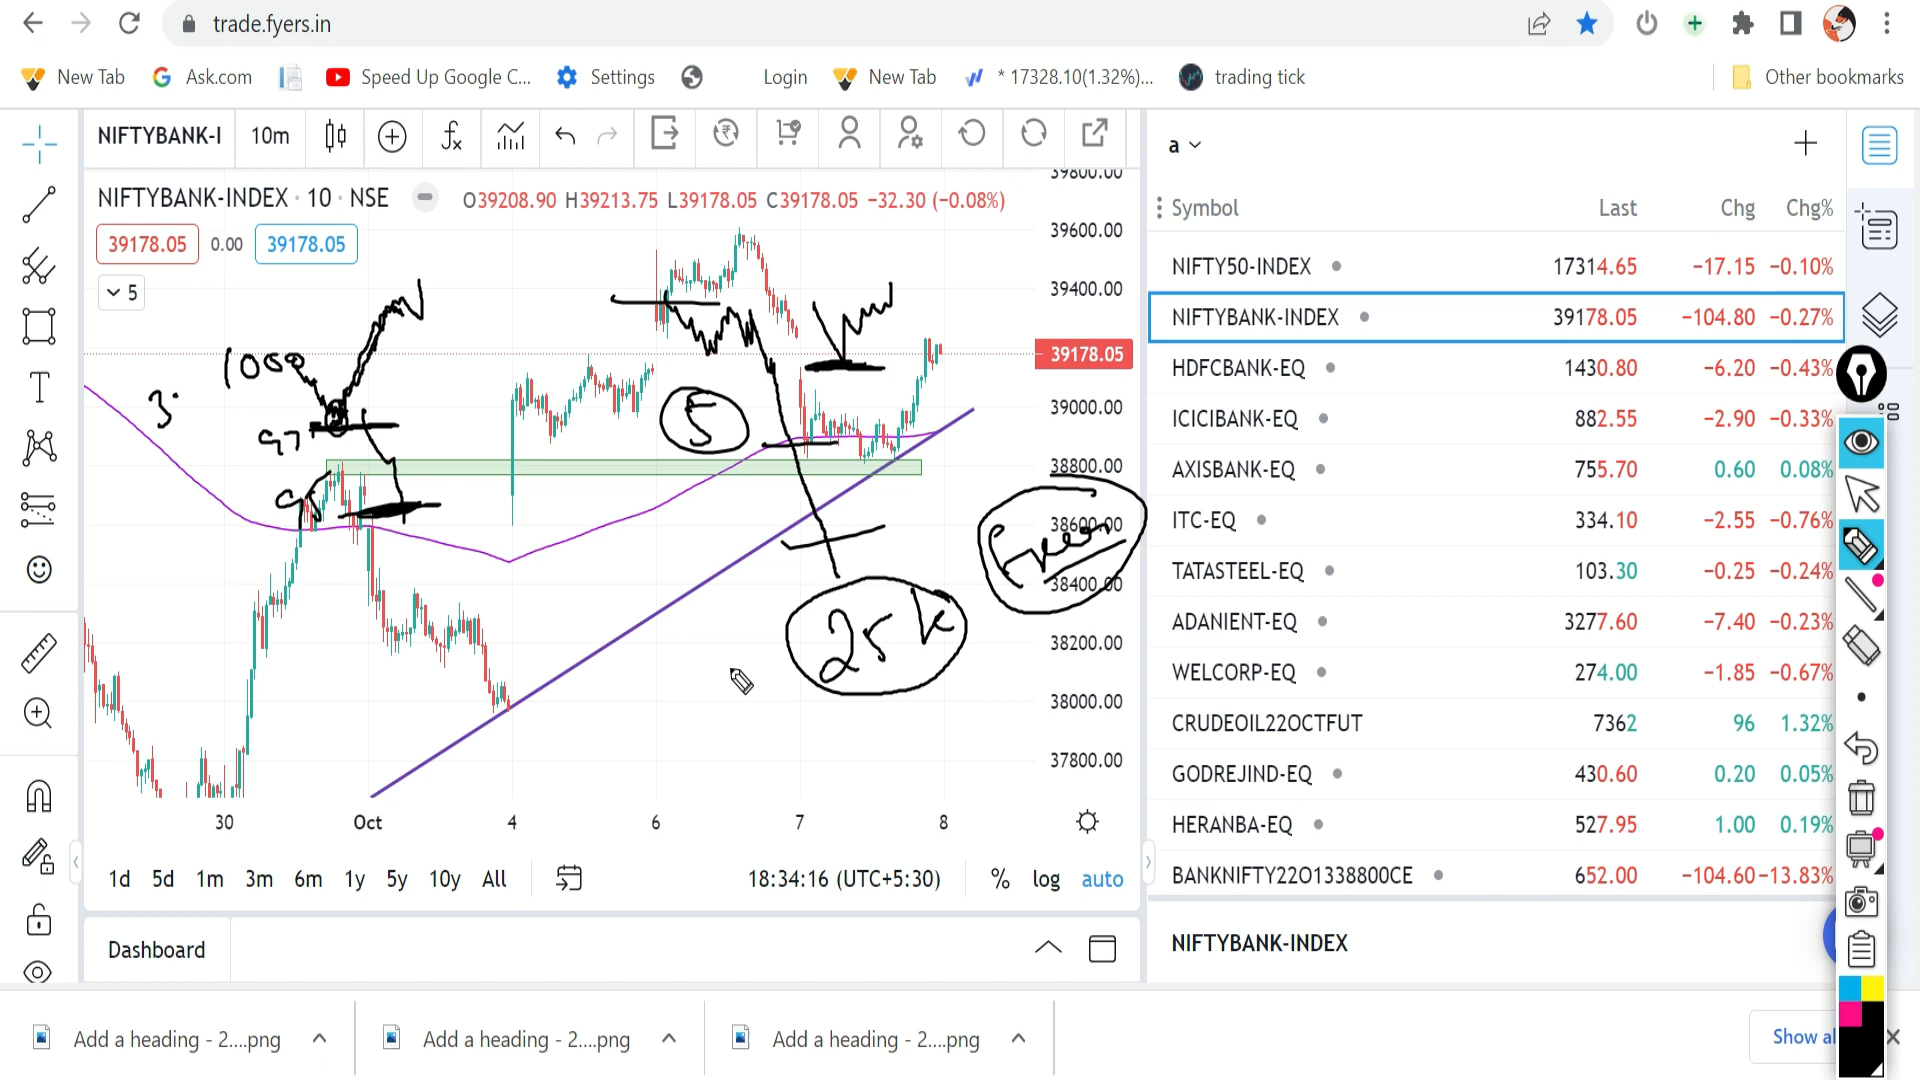 trade.fyers.in
New Tab
Ask.com
Speed Up Google C...
Settings
Login
New Tab
* 17328.10(1.32%)...
trading tick
Other bookmarks
NIFTYBANK-I
10m
NIFTYBANK-INDEX · 10 · NSE
O39208.90 H39213.75 L39178.05 C39178.05 −32.30 (−0.08%)
39178.05
0.00
39178.05
5
39800.00
39600.00
39400.00
39178.05
39000.00
38800.00
38600.00
38400.00
38200.00
38000.00
37800.00
3
1000
97
95
5
25 k
30
Oct
4
6
7
8
1d 5d 1m 3m 6m 1y 5y 10y All
18:34:16 (UTC+5:30)
%
log
auto
Dashboard
a
Symbol Last Chg Chg%
NIFTY50-INDEX 17314.65 −17.15 −0.10%
NIFTYBANK-INDEX 39178.05 −104.80 −0.27%
HDFCBANK-EQ 1430.80 −6.20 −0.43%
ICICIBANK-EQ 882.55 −2.90 −0.33%
AXISBANK-EQ 755.70 0.60 0.08%
ITC-EQ 334.10 −2.55 −0.76%
TATASTEEL-EQ 103.30 −0.25 −0.24%
ADANIENT-EQ 3277.60 −7.40 −0.23%
WELCORP-EQ 274.00 −1.85 −0.67%
CRUDEOIL22OCTFUT 7362 96 1.32%
GODREJIND-EQ 430.60 0.20 0.05%
HERANBA-EQ 527.95 1.00 0.19%
BANKNIFTY22O1338800CE 652.00 −104.60 −13.83%
NIFTYBANK-INDEX
Add a heading - 2....png
Add a heading - 2....png
Add a heading - 2....png